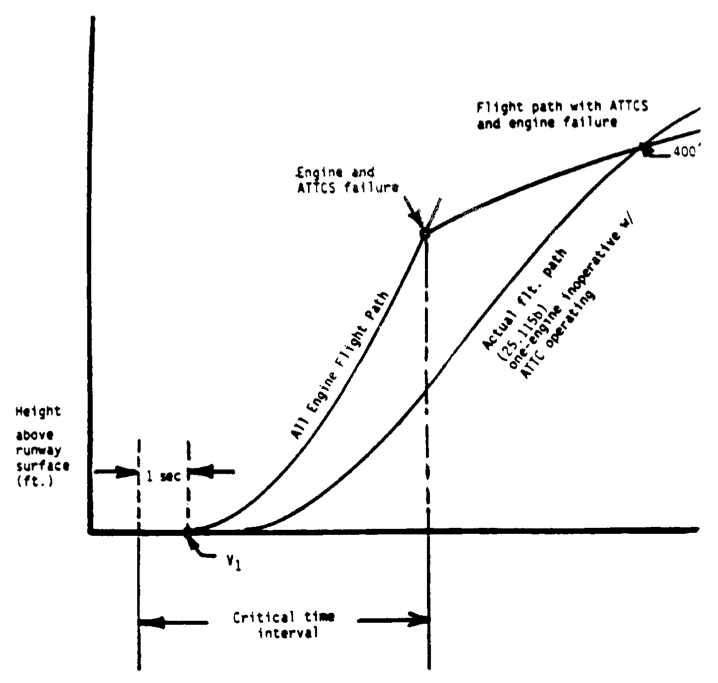 Flight path with ATTCS
and engine failure
400'
Engine and
ATTCS failure
All Engine Flight Path
Actual flt. path
(25.115b)
one-engine inoperative w/
ATTC operating
Height
above
runway
surface
(ft.)
1 sec
V1
Critical time
interval